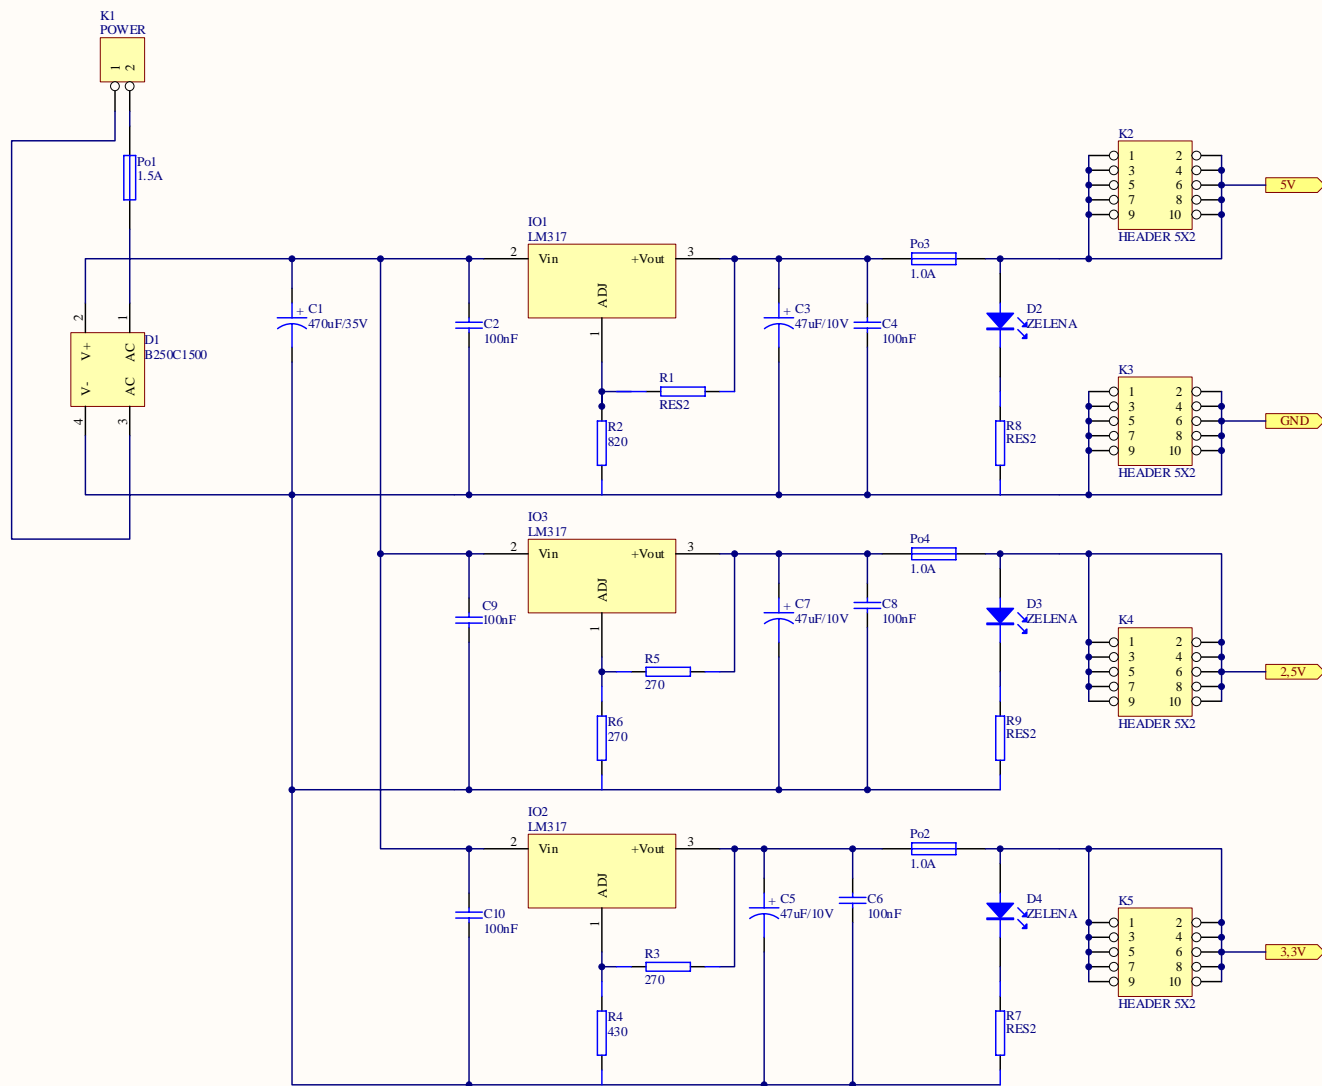 K1
POWER
1 2
Po1
1.5A
2 1
V+ AC
V- AC
4 3
D1
B250C1500
C1
470uF/35V
+
C2
100nF
IO1
LM317
2 Vin +Vout 3
ADJ
1
R1
RES2
R2
820
C3
47uF/10V
+
C4
100nF
Po3
1.0A
D2
ZELENA
R8
RES2
K2
1 2
3 4
5 6
7 8
9 10
HEADER 5X2
5V
K3
1 2
3 4
5 6
7 8
9 10
HEADER 5X2
GND
IO3
LM317
2 Vin +Vout 3
ADJ
1
C9
100nF
R5
270
R6
270
C7
47uF/10V
+
C8
100nF
Po4
1.0A
D3
ZELENA
R9
RES2
K4
1 2
3 4
5 6
7 8
9 10
HEADER 5X2
2,5V
IO2
LM317
2 Vin +Vout 3
ADJ
1
C10
100nF
R3
270
R4
430
C5
47uF/10V
+
C6
100nF
Po2
1.0A
D4
ZELENA
R7
RES2
K5
1 2
3 4
5 6
7 8
9 10
HEADER 5X2
3,3V